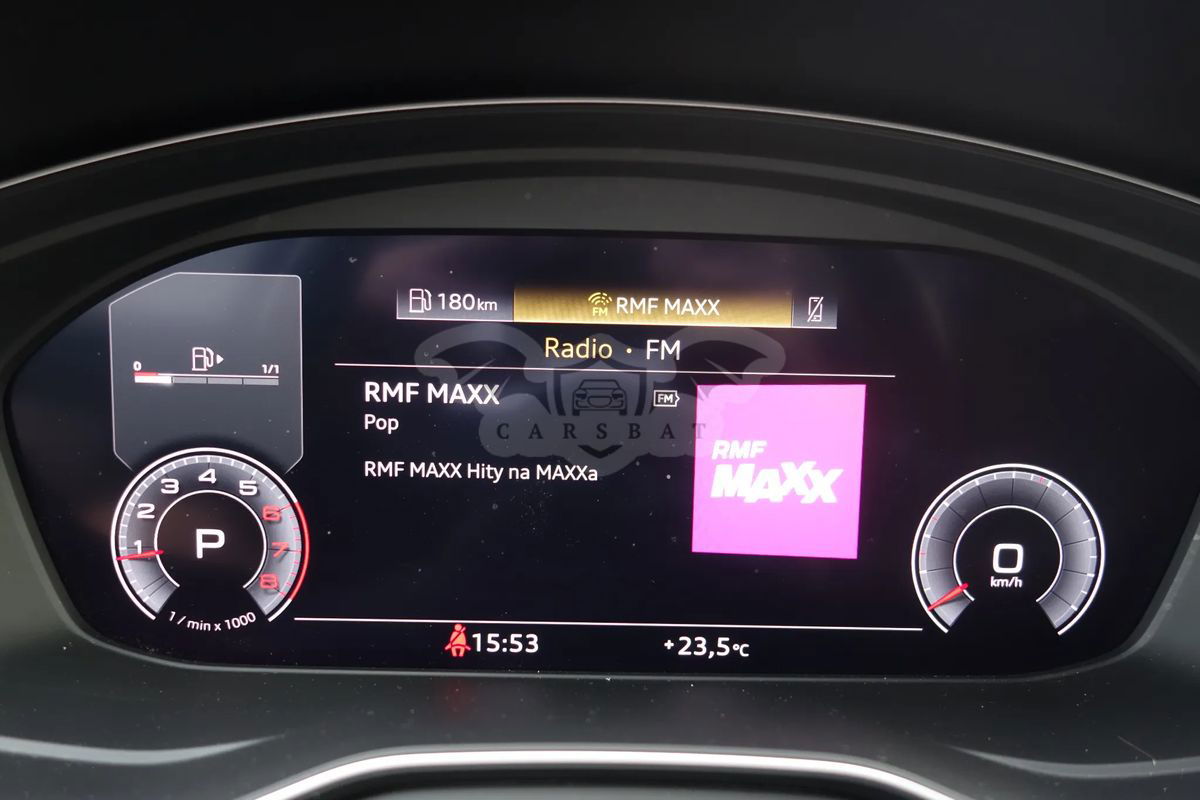 180km
FM RMF MAXX
Radio · FM
0 1/1
RMF MAXX
FM
Pop
CARSBAT
RMF MAXX Hity na MAXXa
RMF
MAXX
1 2 3 4 5 6 7 8
P
1 / min x 1000
0
km/h
15:53
+23,5°C